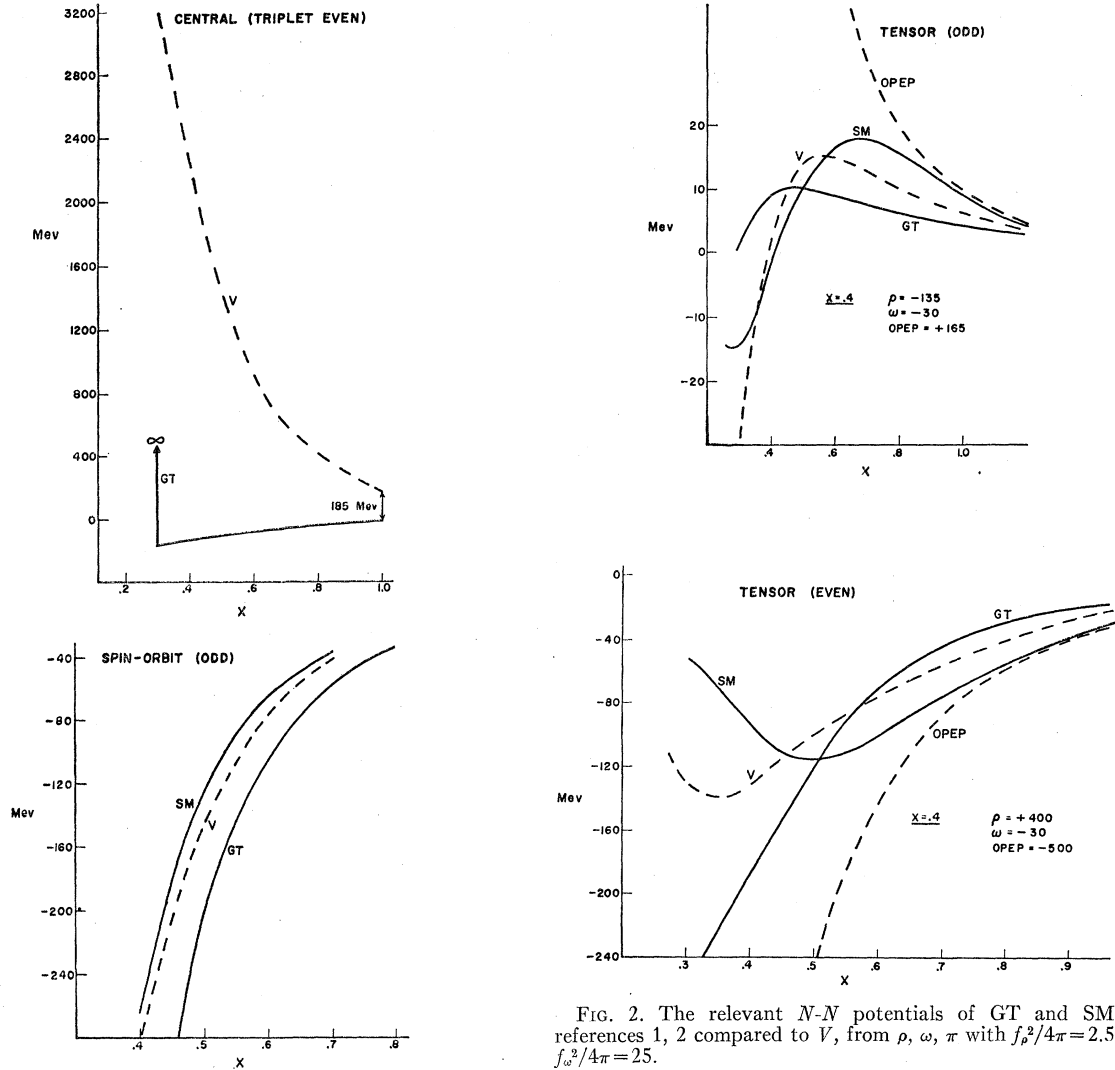 CENTRAL (TRIPLET EVEN)
3200
2800
2400
2000
Mev
1600
1200
800
400
0
V
∞
GT
185 Mev
.2 .4 .6 .8 1.0
X
TENSOR (ODD)
OPEP
SM
V
GT
20
10
Mev
0
-10
-20
X=.4 ρ= -135
ω= -30
OPEP = +165
.4 .6 .8 1.0
X
SPIN-ORBIT (ODD)
-40
-80
-120
Mev
-160
-200
-240
SM
V
GT
.4 .5 .6 .7 .8
X
TENSOR (EVEN)
0
-40
-80
-120
Mev
-160
-200
-240
GT
SM
V
OPEP
X=.4 ρ = +400
ω = -30
OPEP = -500
.3 .4 .5 .6 .7 .8 .9
X
FIG. 2. The relevant N-N potentials of GT and SM
references 1, 2 compared to V, from ρ, ω, π with fρ²/4π=2.5
fω²/4π=25.